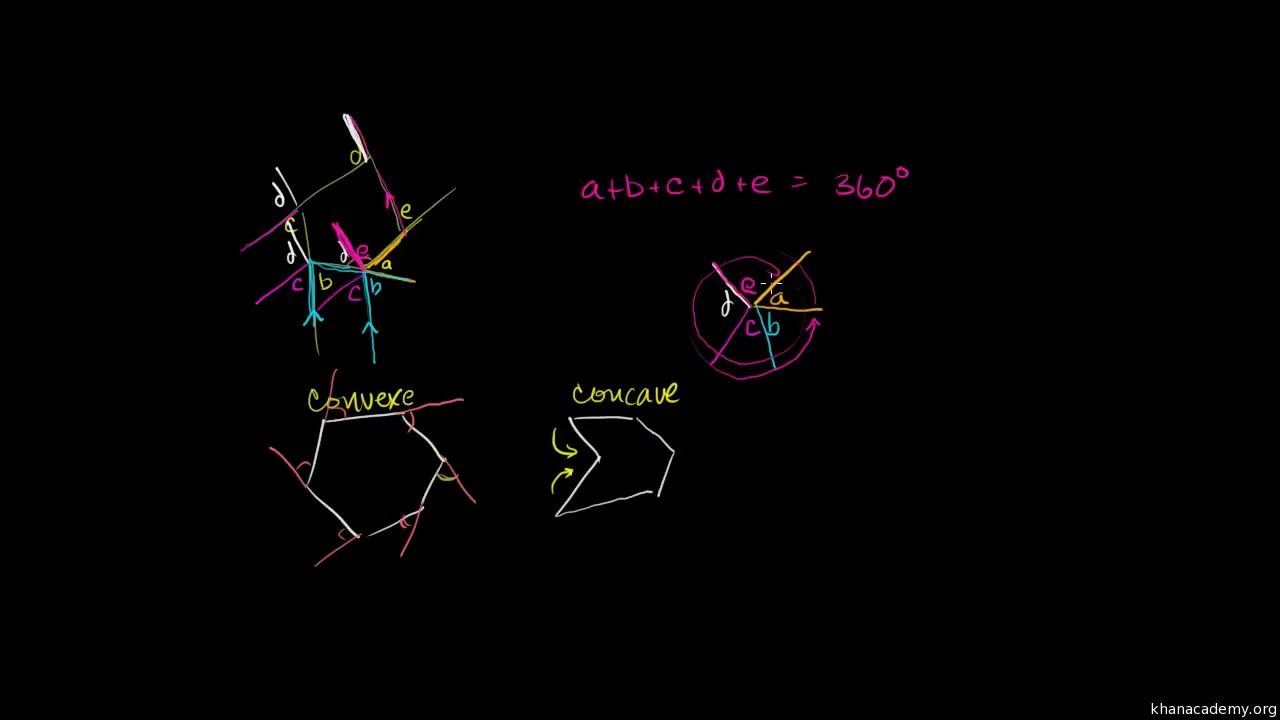 d
d
c
e
a+b+c+d+e = 360°
d
d
e
a
c
b
c
b
e
a
d
c
b
convexe
concave
khanacademy.org